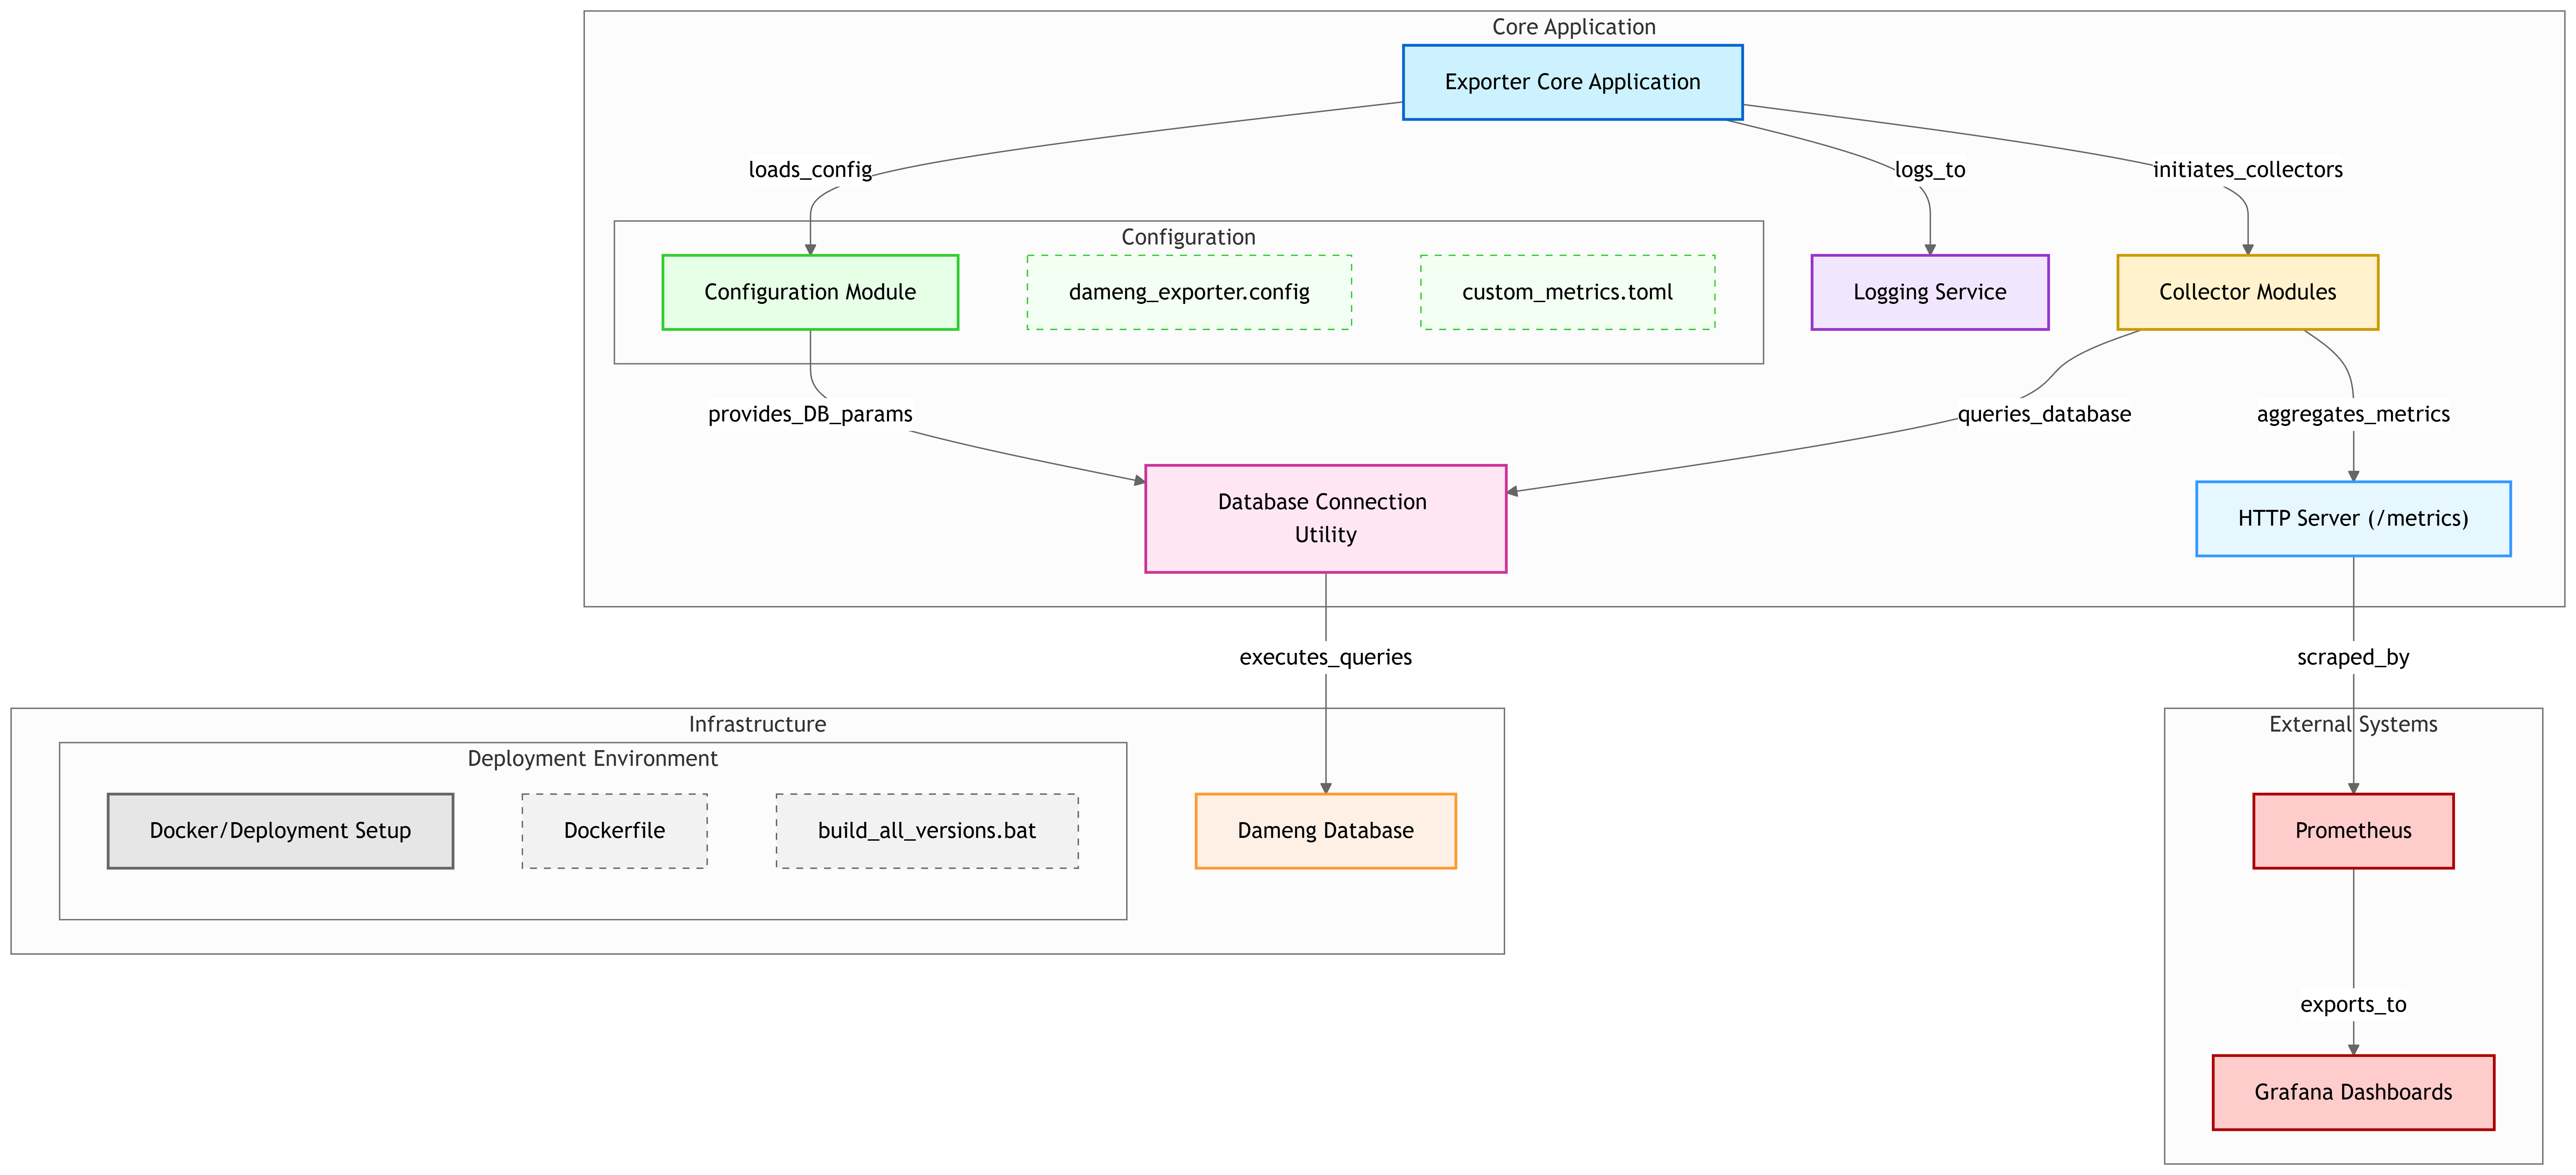 Core Application
Exporter Core Application
loads_config
logs_to
initiates_collectors
Configuration
Configuration Module
dameng_exporter.config
custom_metrics.toml
Logging Service
Collector Modules
provides_DB_params
queries_database
aggregates_metrics
Database Connection
Utility
HTTP Server (/metrics)
executes_queries
scraped_by
Infrastructure
External Systems
Deployment Environment
Docker/Deployment Setup
Dockerfile
build_all_versions.bat
Dameng Database
Prometheus
exports_to
Grafana Dashboards